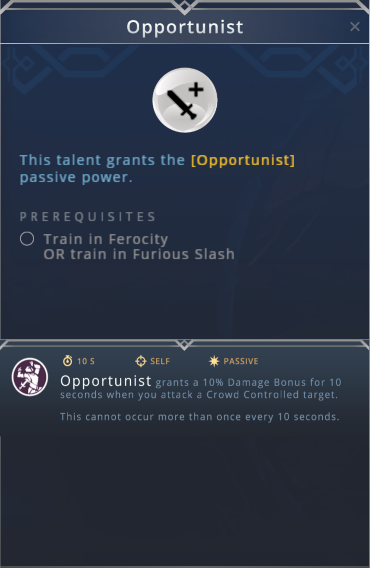 Opportunist
This talent grants the [Opportunist]
passive power.
PREREQUISITES
Train in Ferocity
OR train in Furious Slash
10 S SELF PASSIVE
Opportunist grants a 10% Damage Bonus for 10
seconds when you attack a Crowd Controlled target.
This cannot occur more than once every 10 seconds.